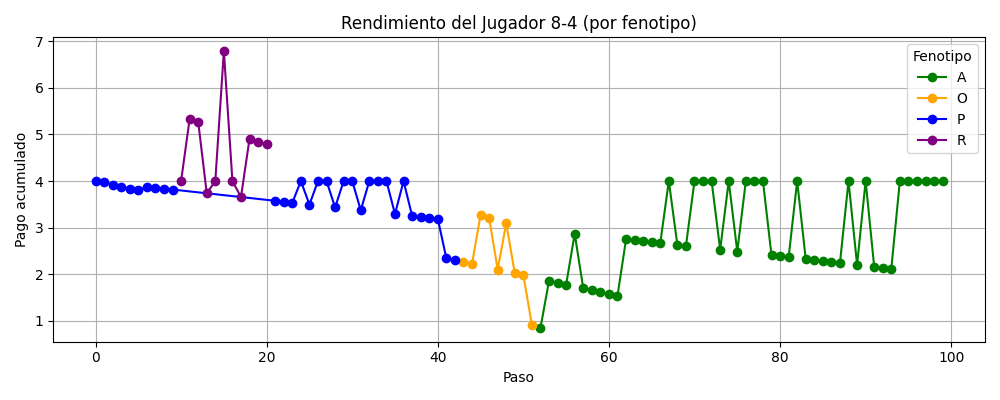 Rendimiento del Jugador 8-4 (por fenotipo)
Pago acumulado
7
6
5
4
3
2
1
Fenotipo
A
O
P
R
0
20
40
60
80
100
Paso